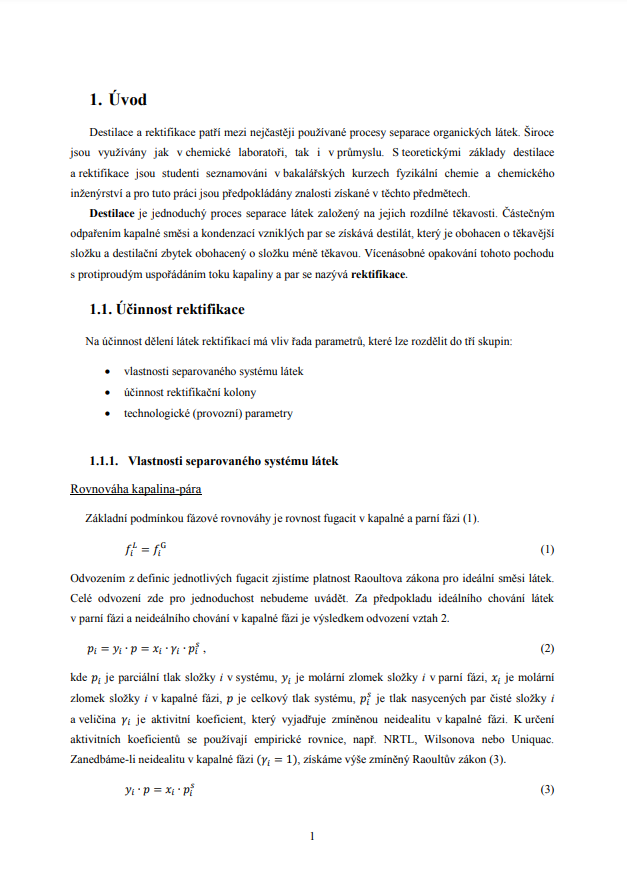 1. Úvod
Destilace a rektifikace patří mezi nejčastěji používané procesy separace organických látek. Široce
jsou využívány jak v chemické laboratoři, tak i v průmyslu. S teoretickými základy destilace
a rektifikace jsou studenti seznamováni v bakalářských kurzech fyzikální chemie a chemického
inženýrství a pro tuto práci jsou předpokládány znalosti získané v těchto předmětech.
Destilace je jednoduchý proces separace látek založený na jejich rozdílné těkavosti. Částečným
odpařením kapalné směsi a kondenzací vzniklých par se získává destilát, který je obohacen o těkavější
složku a destilační zbytek obohacený o složku méně těkavou. Vícenásobné opakování tohoto pochodu
s protiproudým uspořádáním toku kapaliny a par se nazývá rektifikace.
1.1. Účinnost rektifikace
Na účinnost dělení látek rektifikací má vliv řada parametrů, které lze rozdělit do tří skupin:
• vlastnosti separovaného systému látek
• účinnost rektifikační kolony
• technologické (provozní) parametry
1.1.1. Vlastnosti separovaného systému látek
Rovnováha kapalina-pára
Základní podmínkou fázové rovnováhy je rovnost fugacit v kapalné a parní fázi (1).
f_i^L = f_i^G (1)
Odvozením z definic jednotlivých fugacit zjistíme platnost Raoultova zákona pro ideální směsi látek.
Celé odvození zde pro jednoduchost nebudeme uvádět. Za předpokladu ideálního chování látek
v parní fázi a neideálního chování v kapalné fázi je výsledkem odvození vztah 2.
p_i = y_i · p = x_i · γ_i · p_i^s , (2)
kde p_i je parciální tlak složky i v systému, y_i je molární zlomek složky i v parní fázi, x_i je molární
zlomek složky i v kapalné fázi, p je celkový tlak systému, p_i^s je tlak nasycených par čisté složky i
a veličina γ_i je aktivitní koeficient, který vyjadřuje zmíněnou neidealitu v kapalné fázi. K určení
aktivitních koeficientů se používají empirické rovnice, např. NRTL, Wilsonova nebo Uniquac.
Zanedbáme-li neidealitu v kapalné fázi (γ_i = 1), získáme výše zmíněný Raoultův zákon (3).
y_i · p = x_i · p_i^s (3)
1